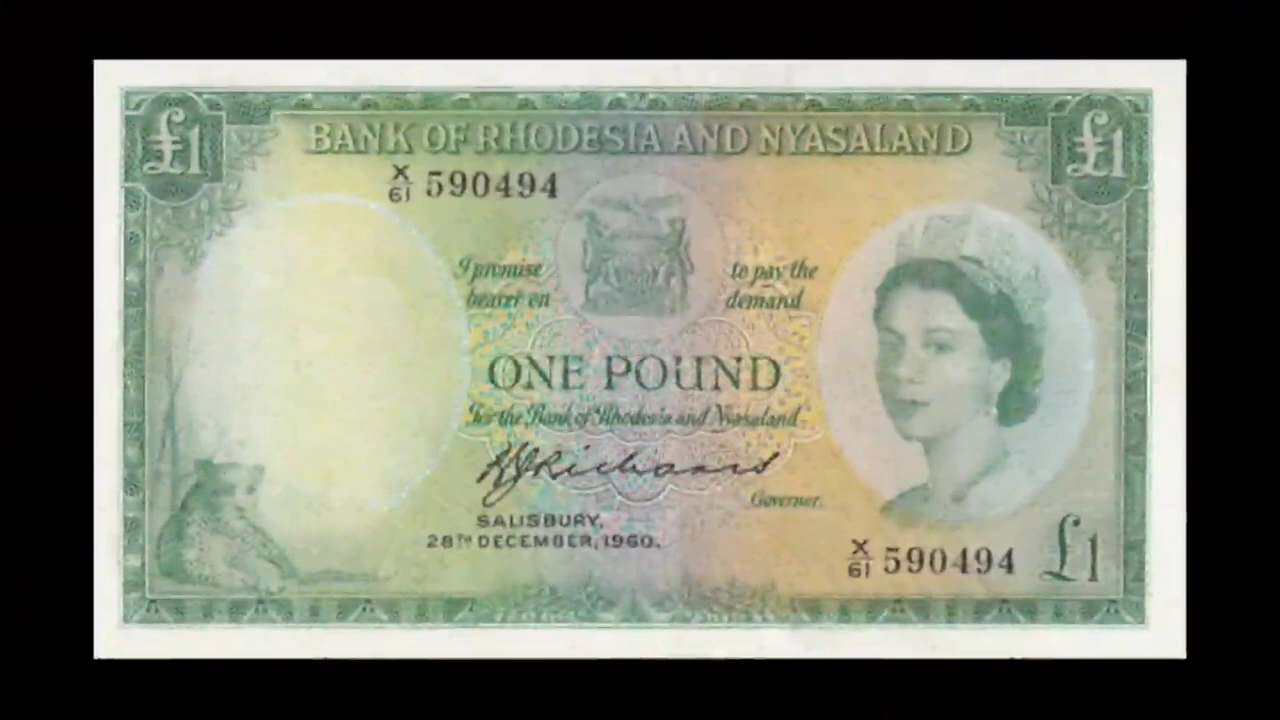 £1 £1
BANK OF RHODESIA AND NYASALAND
X/61 590494
I promise to pay the
bearer on demand
ONE POUND
For the Bank of Rhodesia and Nyasaland
Governor.
SALISBURY,
28TH DECEMBER, 1960.
X/61 590494 £1